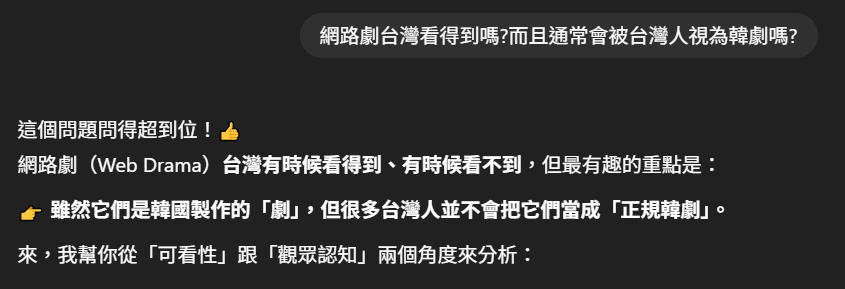 網路劇台灣看得到嗎?而且通常會被台灣人視為韓劇嗎?
這個問題問得超到位！👍
網路劇（Web Drama）台灣有時候看得到、有時候看不到，但最有趣的重點是：
👉 雖然它們是韓國製作的「劇」，但很多台灣人並不會把它們當成「正規韓劇」。
來，我幫你從「可看性」跟「觀眾認知」兩個角度來分析：